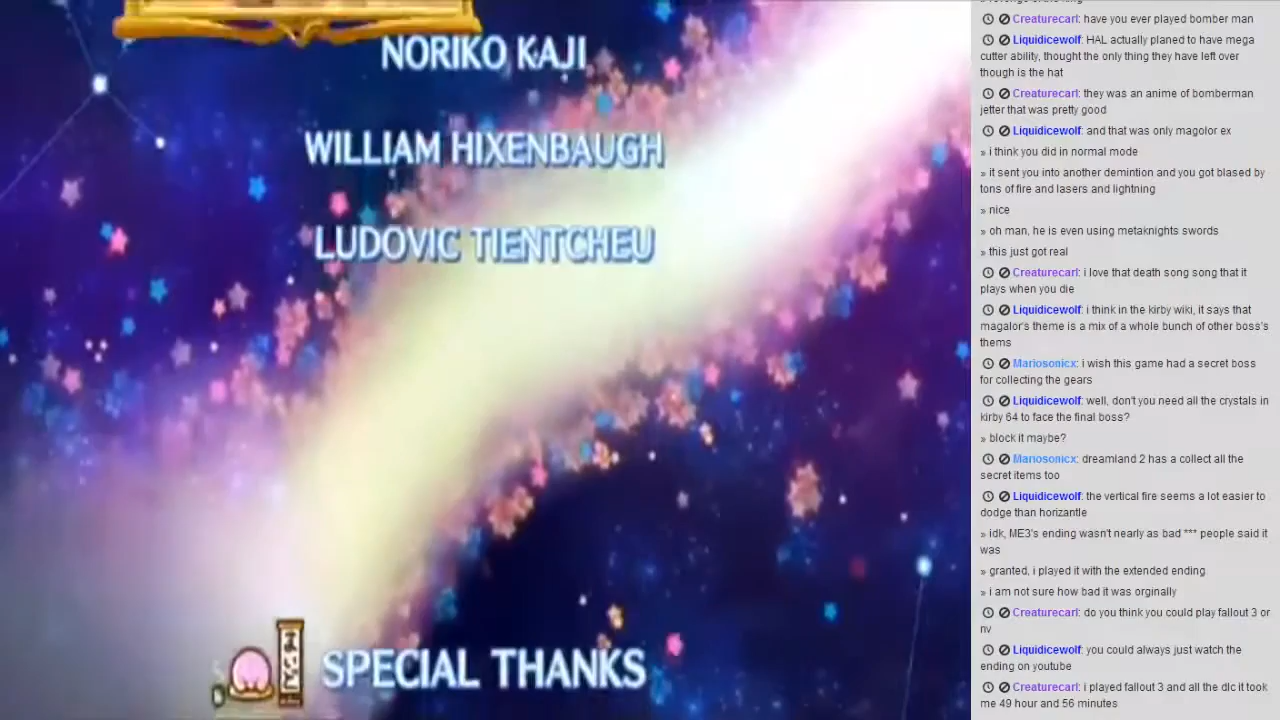 NORIKO KAJI
WILLIAM HIXENBAUGH
LUDOVIC TIENTCHEU
SPECIAL THANKS
Creaturecarl: have you ever played bomber man
Liquidicewolf: HAL actually planed to have mega
cutter ability, thought the only thing they have left over
though is the hat
Creaturecarl: they was an anime of bomberman
jetter that was pretty good
Liquidicewolf: and that was only magolor ex
» i think you did in normal mode
» it sent you into another demintion and you got blased by
tons of fire and lasers and lightning
» nice
» oh man, he is even using metaknights swords
» this just got real
Creaturecarl: i love that death song song that it
plays when you die
Liquidicewolf: i think in the kirby wiki, it says that
magalor's theme is a mix of a whole bunch of other boss's
thems
Mariosonicx: i wish this game had a secret boss
for collecting the gears
Liquidicewolf: well, don't you need all the crystals in
kirby 64 to face the final boss?
» block it maybe?
Mariosonicx: dreamland 2 has a collect all the
secret items too
Liquidicewolf: the vertical fire seems a lot easier to
dodge than horizantle
» idk, ME3's ending wasn't nearly as bad *** people said it
was
» granted, i played it with the extended ending
» i am not sure how bad it was orginally
Creaturecarl: do you think you could play fallout 3 or
nv
Liquidicewolf: you could always just watch the
ending on youtube
Creaturecarl: i played fallout 3 and all the dlc it took
me 49 hour and 56 minutes